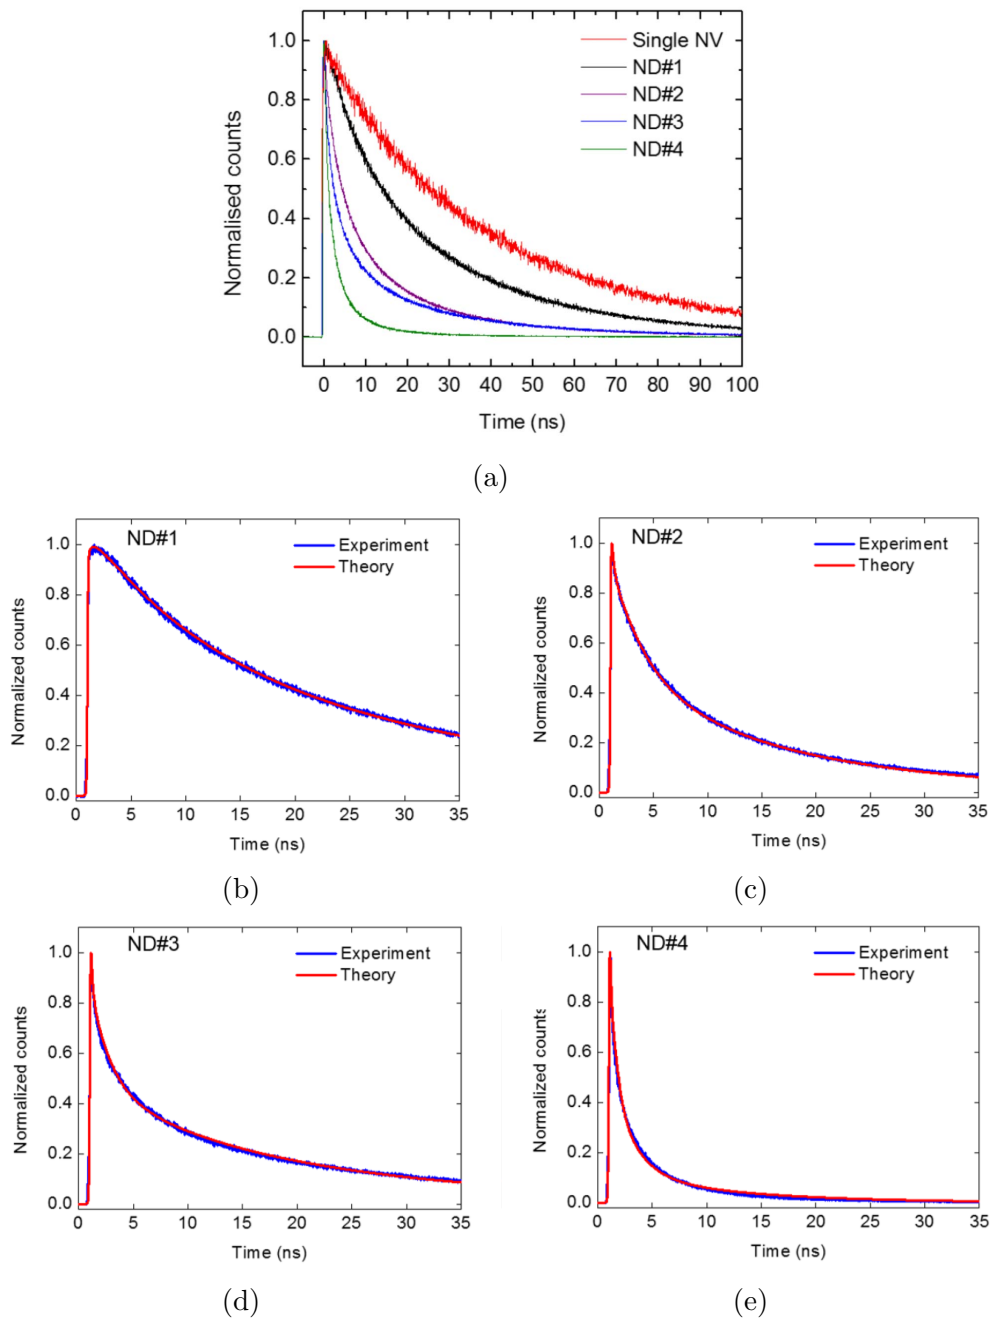 Single NV
ND#1
ND#2
ND#3
ND#4
1.0
0.8
0.6
0.4
0.2
0.0
Normalised counts
0 10 20 30 40 50 60 70 80 90 100
Time (ns)
(a)
ND#1
Experiment
Theory
1.0
0.8
0.6
0.4
0.2
0.0
Normalized counts
0 5 10 15 20 25 30 35
Time (ns)
(b)
ND#2
Experiment
Theory
1.0
0.8
0.6
0.4
0.2
0.0
Normalized counts
0 5 10 15 20 25 30 35
Time (ns)
(c)
ND#3
Experiment
Theory
1.0
0.8
0.6
0.4
0.2
0.0
Normalized counts
0 5 10 15 20 25 30 35
Time (ns)
(d)
ND#4
Experiment
Theory
1.0
0.8
0.6
0.4
0.2
0.0
Normalized counts
0 5 10 15 20 25 30 35
Time (ns)
(e)